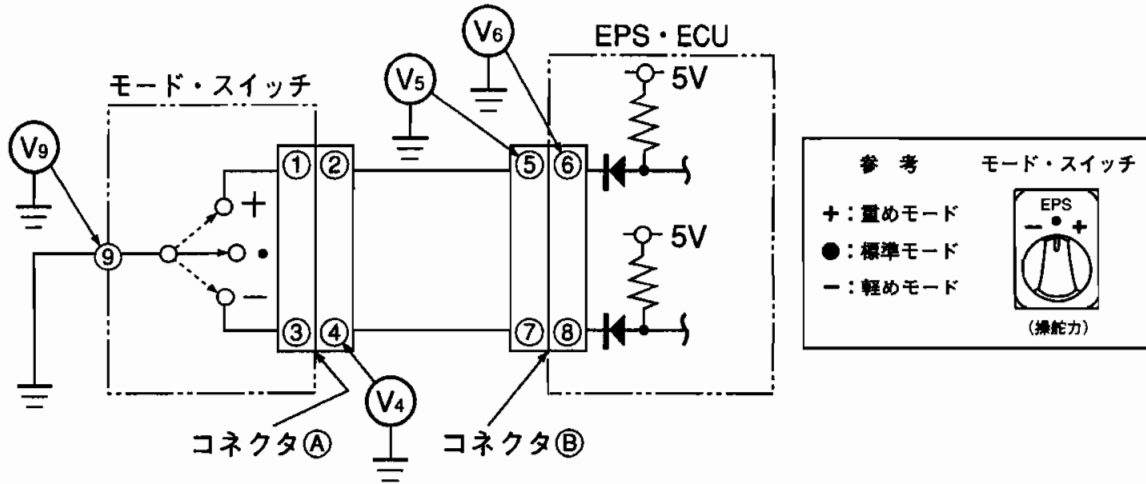 モード・スイッチ
V9
+
•
−
① ②
③ ④
⑨
V4
V5
V6
⑤ ⑥
⑦ ⑧
EPS・ECU
5V
5V
コネクタⒶ
コネクタⒷ
参 考
+:重めモード
●:標準モード
−:軽めモード
モード・スイッチ
EPS
− • +
(操舵力)